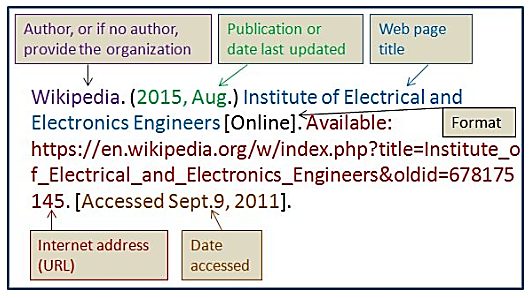 Author, or if no author,
provide the organization
Publication or
date last updated
Web page
title
Wikipedia. (2015, Aug.) Institute of Electrical and
Electronics Engineers [Online]. Available:
Format
https://en.wikipedia.org/w/index.php?title=Institute_o
f_Electrical_and_Electronics_Engineers&oldid=678175
145. [Accessed Sept.9, 2011].
Internet address
(URL)
Date
accessed